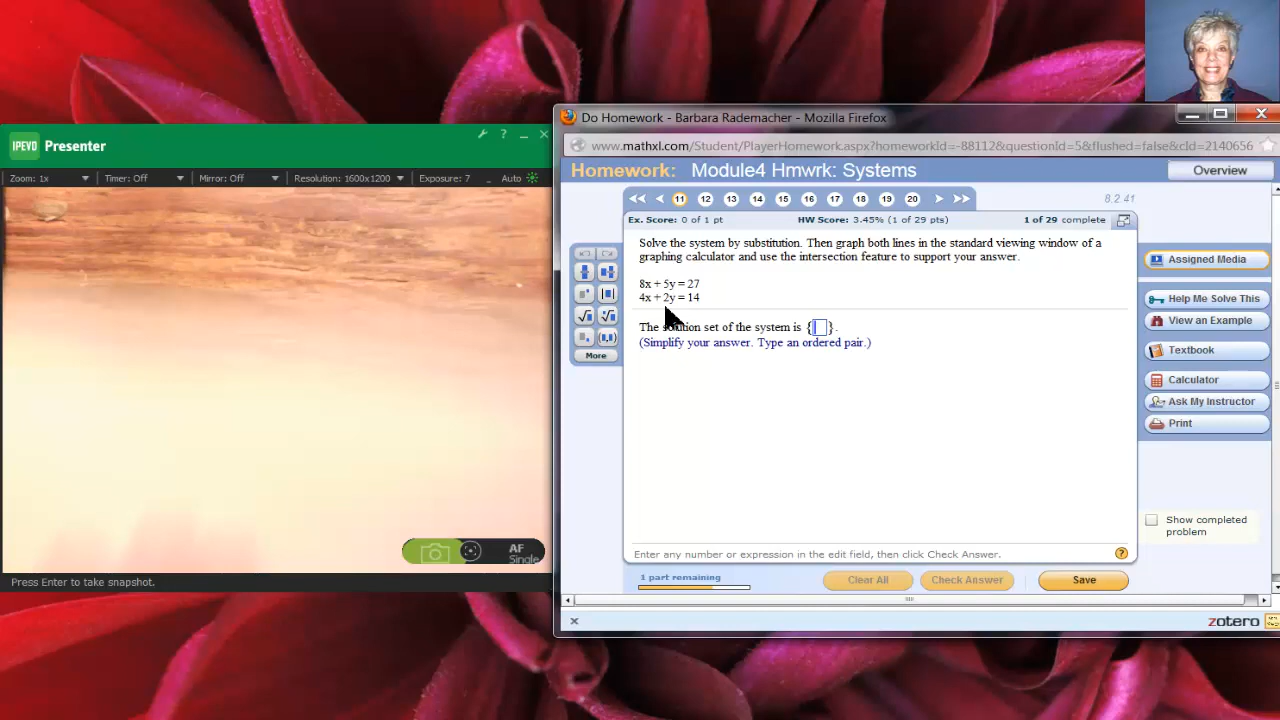 IPEVO Presenter
Zoom: 1x Timer: Off Mirror: Off Resolution: 1600x1200 Exposure: 7 Auto
AF
Single
Press Enter to take snapshot.
Do Homework - Barbara Rademacher - Mozilla Firefox
www.mathxl.com/Student/PlayerHomework.aspx?homeworkId=-88112&questionId=5&flushed=false&cId=2140656
Homework: Module4 Hmwrk: Systems
Overview
11 12 13 14 15 16 17 18 19 20
8.2.41
Ex. Score: 0 of 1 pt HW Score: 3.45% (1 of 29 pts) 1 of 29 complete
Solve the system by substitution. Then graph both lines in the standard viewing window of a
graphing calculator and use the intersection feature to support your answer.
8x + 5y = 27
4x + 2y = 14
The solution set of the system is { }.
(Simplify your answer. Type an ordered pair.)
More
Enter any number or expression in the edit field, then click Check Answer.
?
1 part remaining
Clear All Check Answer Save
Assigned Media
Help Me Solve This
View an Example
Textbook
Calculator
Ask My Instructor
Print
Show completed
problem
zotero